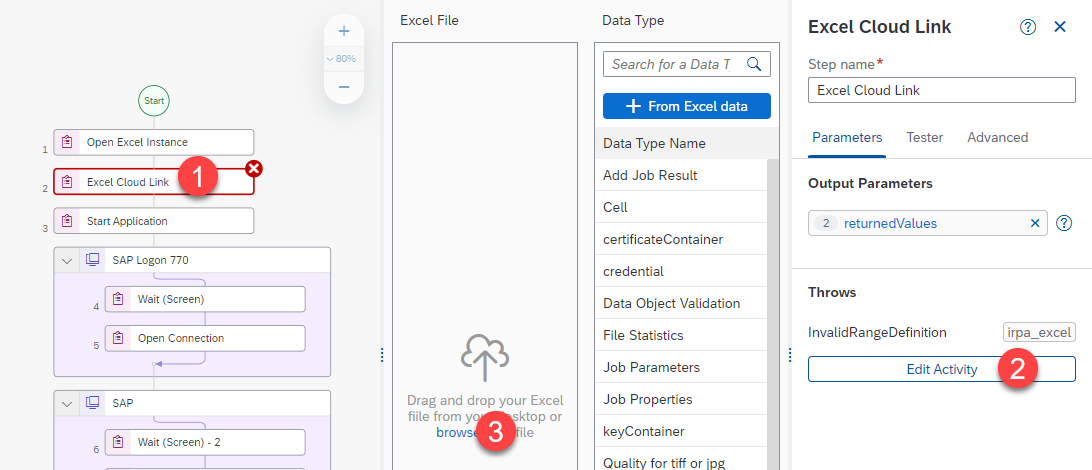 80%
Start
1
Open Excel Instance
2
Excel Cloud Link
1
3
Start Application
SAP Logon 770
4
Wait (Screen)
5
Open Connection
SAP
6
Wait (Screen) - 2
Excel File
Drag and drop your Excel
file from your desktop or
browse file
3
Data Type
Search for a Data T
From Excel data
Data Type Name
Add Job Result
Cell
certificateContainer
credential
Data Object Validation
File Statistics
Job Parameters
Job Properties
keyContainer
Quality for tiff or jpg
Excel Cloud Link
Step name*
Excel Cloud Link
Parameters Tester Advanced
Output Parameters
2 returnedValues
Throws
InvalidRangeDefinition irpa_excel
Edit Activity
2